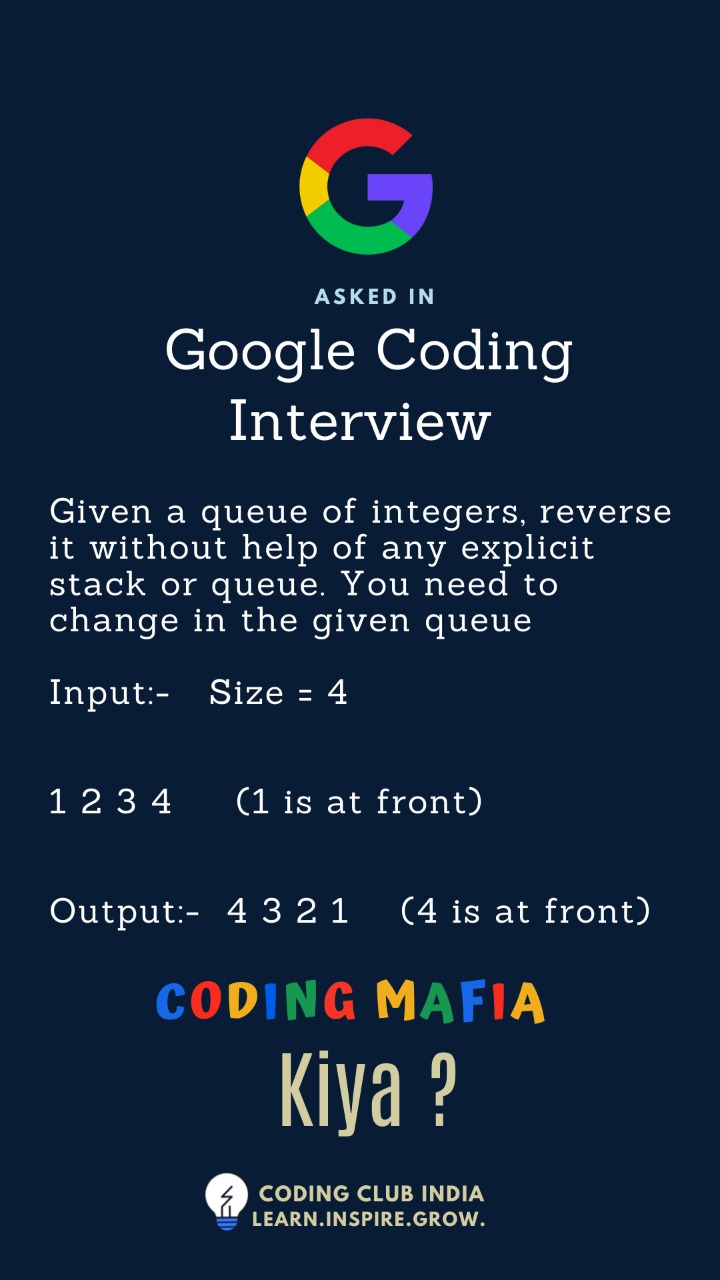 ASKED IN
Google Coding
Interview
Given a queue of integers, reverse
it without help of any explicit
stack or queue. You need to
change in the given queue
Input:-   Size = 4
1 2 3 4   (1 is at front)
Output:-  4 3 2 1   (4 is at front)
CODING MAFIA
Kiya ?
CODING CLUB INDIA
LEARN.INSPIRE.GROW.